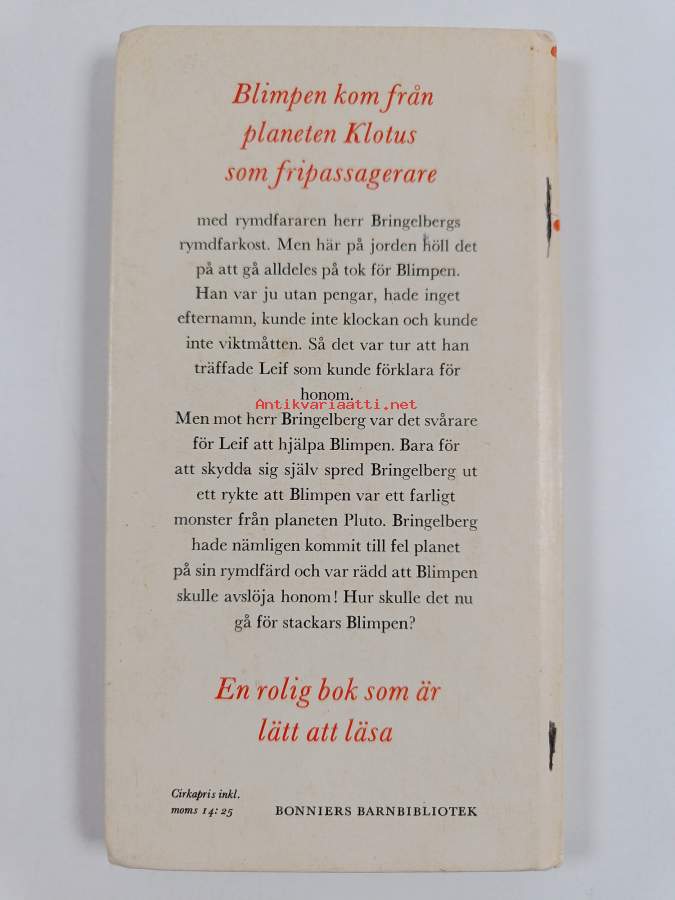 Blimpen kom från
planeten Klotus
som fripassagerare
med rymdfararen herr Bringelbergs
rymdfarkost. Men här på jorden höll det
på att gå alldeles på tok för Blimpen.
Han var ju utan pengar, hade inget
efternamn, kunde inte klockan och kunde
inte viktmåtten. Så det var tur att han
träffade Leif som kunde förklara för
honom.
Antikvariaatti.net
Men mot herr Bringelberg var det svårare
för Leif att hjälpa Blimpen. Bara för
att skydda sig själv spred Bringelberg ut
ett rykte att Blimpen var ett farligt
monster från planeten Pluto. Bringelberg
hade nämligen kommit till fel planet
på sin rymdfärd och var rädd att Blimpen
skulle avslöja honom! Hur skulle det nu
gå för stackars Blimpen?
En rolig bok som är
lätt att läsa
Cirkapris inkl.
moms 14:25
BONNIERS BARNBIBLIOTEK